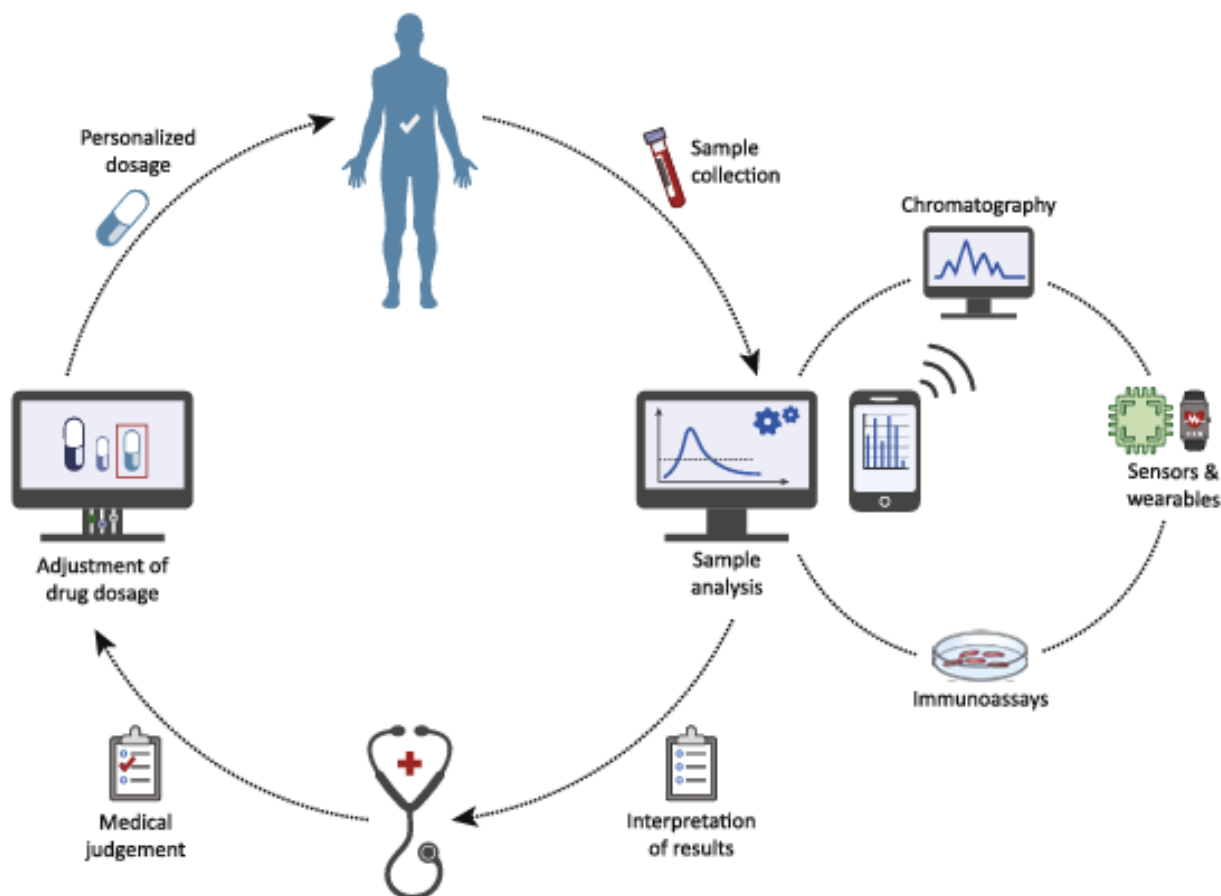 Personalized
dosage
Sample
collection
Chromatography
Sensors &
wearables
Adjustment of
drug dosage
Sample
analysis
Immunoassays
Medical
judgement
Interpretation
of results